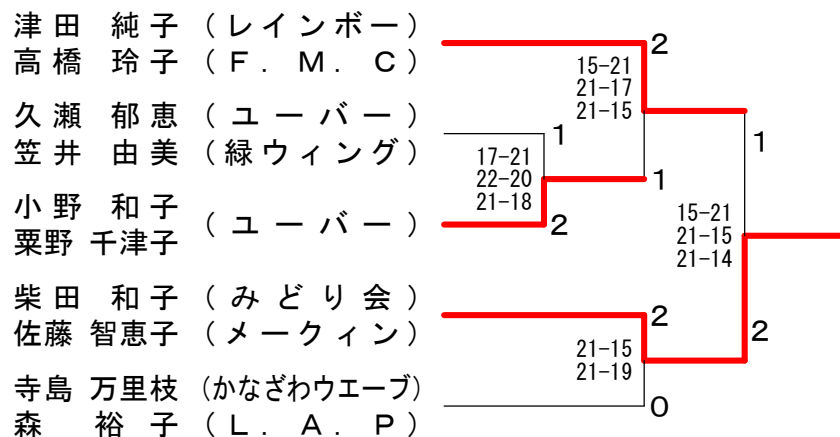 津田 純子 (レインボー)
高橋 玲子 (F. M. C)
久瀬 郁恵 (ユーバー)
笠井 由美 (緑ウィング)
小野 和子
粟野 千津子
(ユーバー)
柴田 和子 (みどり会)
佐藤 智恵子 (メークィン)
寺島 万里枝 (かなざわウエーブ)
森 裕子 (L. A. P)
2
15-21
21-17
21-15
1
1
17-21
22-20
21-18
2
1
15-21
21-15
21-14
2
2
21-15
21-19
0